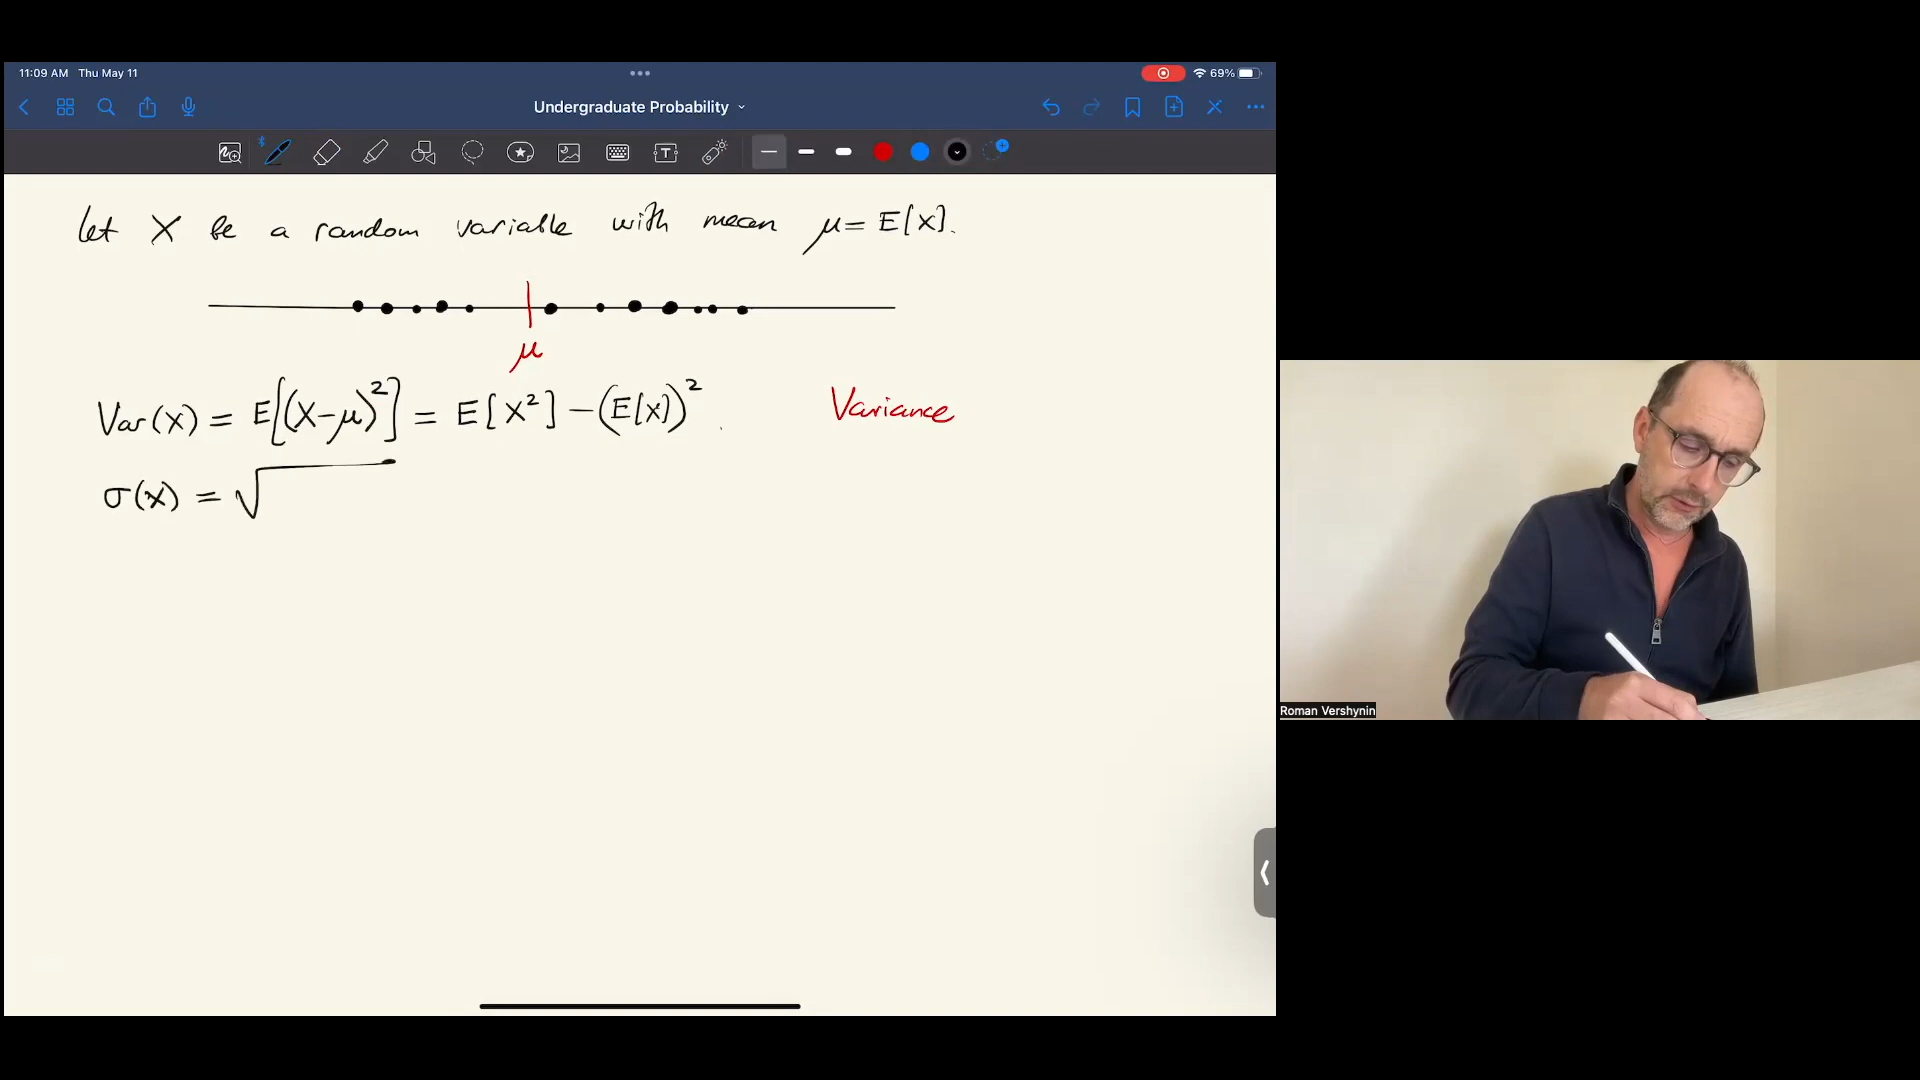 11:09 AM Thu May 11
69%
Undergraduate Probability
Let X be a random variable with mean μ = E[X].
μ
Var(X) = E[(X-μ)²] = E[X²] - (E[X])².
Variance
σ(X) = √
Roman Vershynin